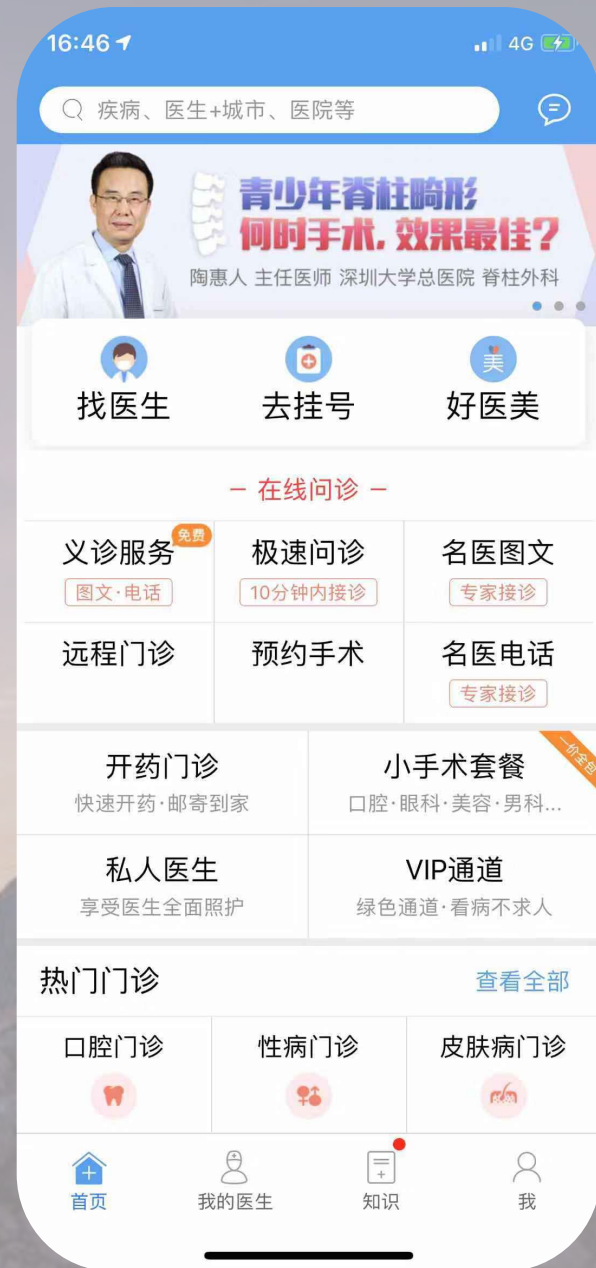 16:46
4G
疾病、医生+城市、医院等
青少年脊柱畸形
何时手术,效果最佳?
陶惠人 主任医师 深圳大学总医院 脊柱外科
美
找医生
去挂号
好医美
在线问诊
义诊服务
免费
图文·电话
极速问诊
10分钟内接诊
名医图文
专家接诊
远程门诊
预约手术
名医电话
专家接诊
开药门诊
快速开药·邮寄到家
小手术套餐
一价全包
口腔·眼科·美容·男科...
私人医生
享受医生全面照护
VIP通道
绿色通道·看病不求人
热门门诊
查看全部
口腔门诊
性病门诊
皮肤病门诊
首页
我的医生
知识
我